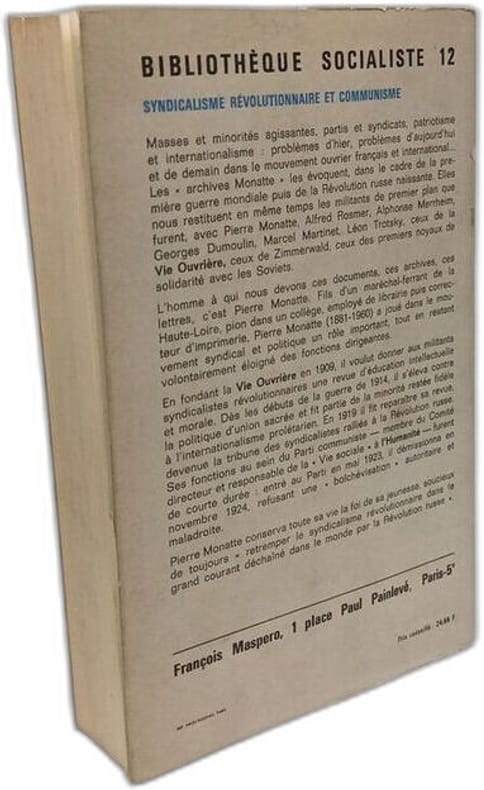 BIBLIOTHÈQUE SOCIALISTE 12
SYNDICALISME RÉVOLUTIONNAIRE ET COMMUNISME
Masses et minorités agissantes, partis et syndicats, patriotisme
et internationalisme : problèmes d'hier, problèmes d'aujourd'hui
et de demain dans le mouvement ouvrier français et international...
Les « archives Monatte » les évoquent, dans le cadre de la pre-
mière guerre mondiale puis de la Révolution russe naissante. Elles
nous restituent en même temps les militants de premier plan que
furent, avec Pierre Monatte, Alfred Rosmer, Alphonse Merrheim,
Georges Dumoulin, Marcel Martinet, Léon Trotsky, ceux de la
Vie Ouvrière, ceux de Zimmerwald, ceux des premiers noyaux de
solidarité avec les Soviets.
L'homme à qui nous devons ces documents, ces archives, ces
lettres, c'est Pierre Monatte. Fils d'un maréchal-ferrant de la
Haute-Loire, pion dans un collège, employé de librairie puis correc-
teur d'imprimerie, Pierre Monatte (1881-1960) a joué dans le mou-
vement syndical et politique un rôle important, tout en restant
volontairement éloigné des fonctions dirigeantes.
En fondant la Vie Ouvrière en 1909, il voulut donner aux militants
syndicalistes révolutionnaires une revue d'éducation intellectuelle
et morale. Dès les débuts de la guerre de 1914, il s'éleva contre
la politique d'union sacrée et fit partie de la minorité restée fidèle
à l'internationalisme prolétarien. En 1919 il fit reparaître sa revue,
devenue la tribune des syndicalistes ralliés à la Révolution russe.
Ses fonctions au sein du Parti communiste — membre du Comité
directeur et responsable de la « Vie sociale » à l'Humanité — furent
de courte durée : entré au Parti en mai 1923, il démissionna en
novembre 1924, refusant une « bolchévisation » autoritaire et
maladroite.
Pierre Monatte conserva toute sa vie la foi de sa jeunesse, soucieux
de toujours « retremper le syndicalisme révolutionnaire dans le
grand courant déchaîné dans le monde par la Révolution russe ».
François Maspero, 1 place Paul Painlevé, Paris-5e
Prix conseillé : 24,66 F